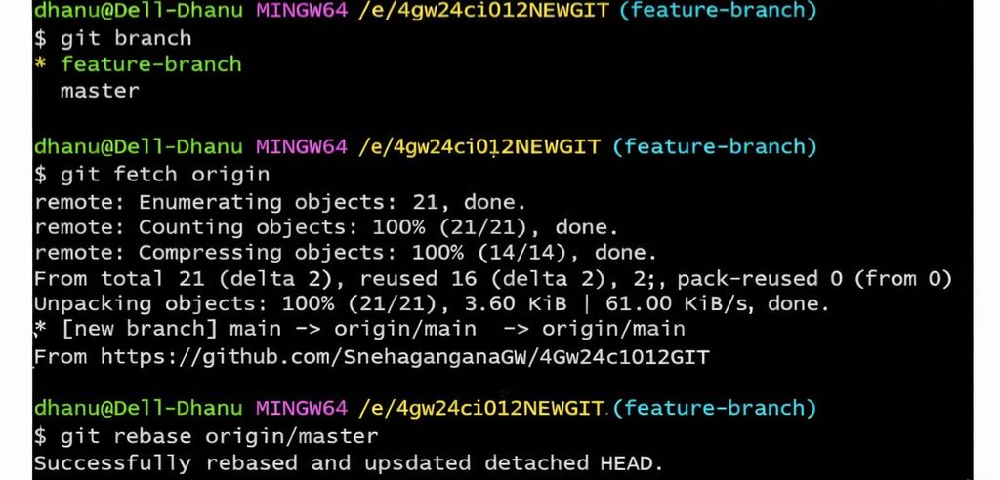 dhanu@Dell-Dhanu MINGW64 /e/4gw24ci012NEWGIT (feature-branch)
$ git branch
* feature-branch
master
dhanu@Dell-Dhanu MINGW64 /e/4gw24ci012NEWGIT (feature-branch)
$ git fetch origin
remote: Enumerating objects: 21, done.
remote: Counting objects: 100% (21/21), done.
remote: Compressing objects: 100% (14/14), done.
From total 21 (delta 2), reused 16 (delta 2), 2;, pack-reused 0 (from 0)
Unpacking objects: 100% (21/21), 3.60 KiB | 61.00 KiB/s, done.
* [new branch] main -> origin/main -> origin/main
From https://github.com/SnehaganganaGW/4Gw24c1012GIT
dhanu@Dell-Dhanu MINGW64 /e/4gw24ci012NEWGIT (feature-branch)
$ git rebase origin/master
Successfully rebased and upsdated detached HEAD.